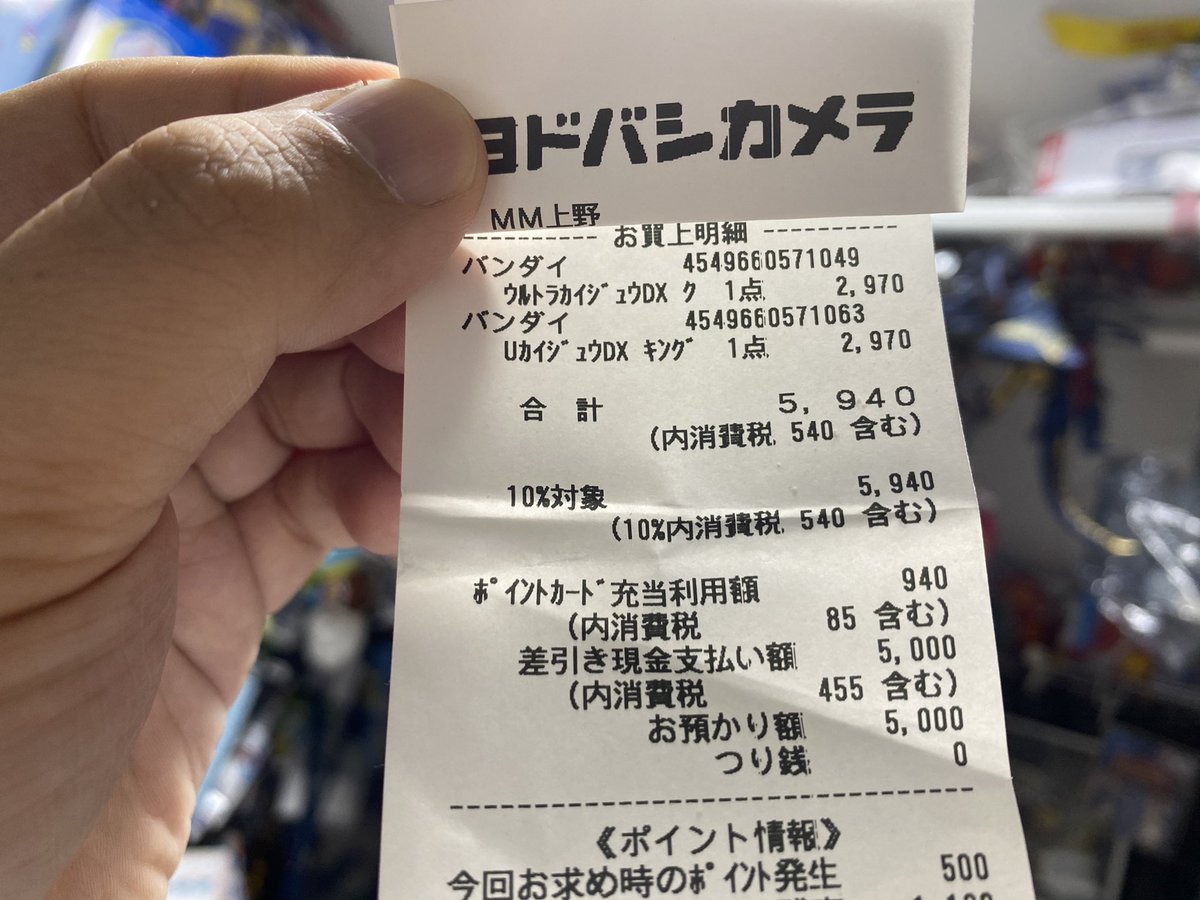 ヨドバシカメラ
MM上野
お買上明細
バンダイ 4549660571049
ウルトラカイジュウDX ク 1点 2,970
バンダイ 4549660571063
Uカイジュウ DX キング 1点 2,970
合 計 5,940
(内消費税 540 含む)
10%対象 5,940
(10%内消費税 540 含む)
ポイントカード充当利用額 940
(内消費税 85 含む)
差引き現金支払い額 5,000
(内消費税 455 含む)
お預かり額 5,000
つり銭 0
《ポイント情報》
今回お求め時のポイント発生 500